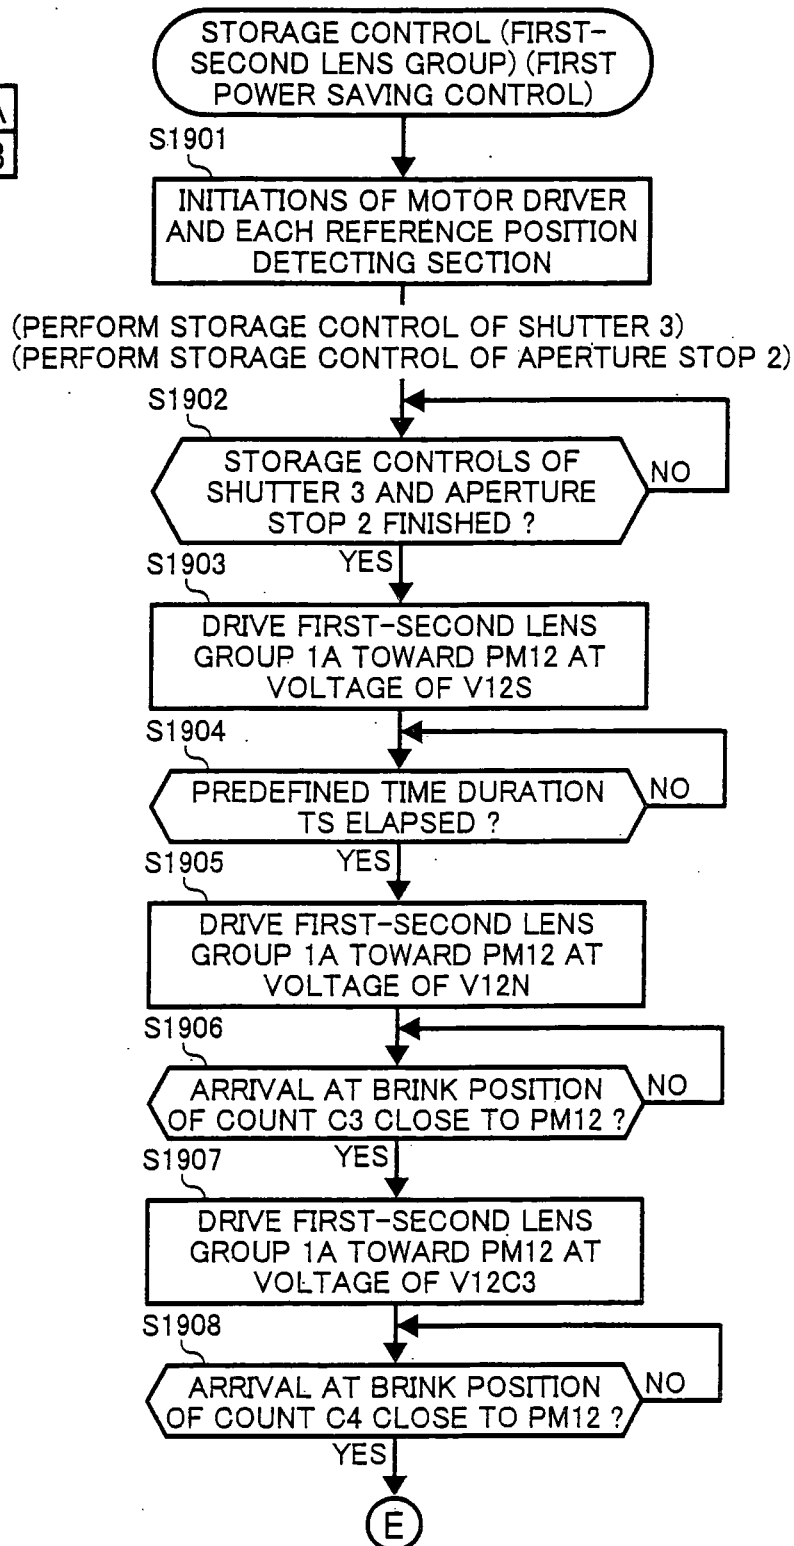 STORAGE CONTROL (FIRST-
SECOND LENS GROUP) (FIRST
POWER SAVING CONTROL)
S1901
INITIATIONS OF MOTOR DRIVER
AND EACH REFERENCE POSITION
DETECTING SECTION
(PERFORM STORAGE CONTROL OF SHUTTER 3)
(PERFORM STORAGE CONTROL OF APERTURE STOP 2)
S1902
STORAGE CONTROLS OF
SHUTTER 3 AND APERTURE
STOP 2 FINISHED ?
NO
YES
S1903
DRIVE FIRST-SECOND LENS
GROUP 1A TOWARD PM12 AT
VOLTAGE OF V12S
S1904
PREDEFINED TIME DURATION
TS ELAPSED ?
NO
YES
S1905
DRIVE FIRST-SECOND LENS
GROUP 1A TOWARD PM12 AT
VOLTAGE OF V12N
S1906
ARRIVAL AT BRINK POSITION
OF COUNT C3 CLOSE TO PM12 ?
NO
YES
S1907
DRIVE FIRST-SECOND LENS
GROUP 1A TOWARD PM12 AT
VOLTAGE OF V12C3
S1908
ARRIVAL AT BRINK POSITION
OF COUNT C4 CLOSE TO PM12 ?
NO
YES
E